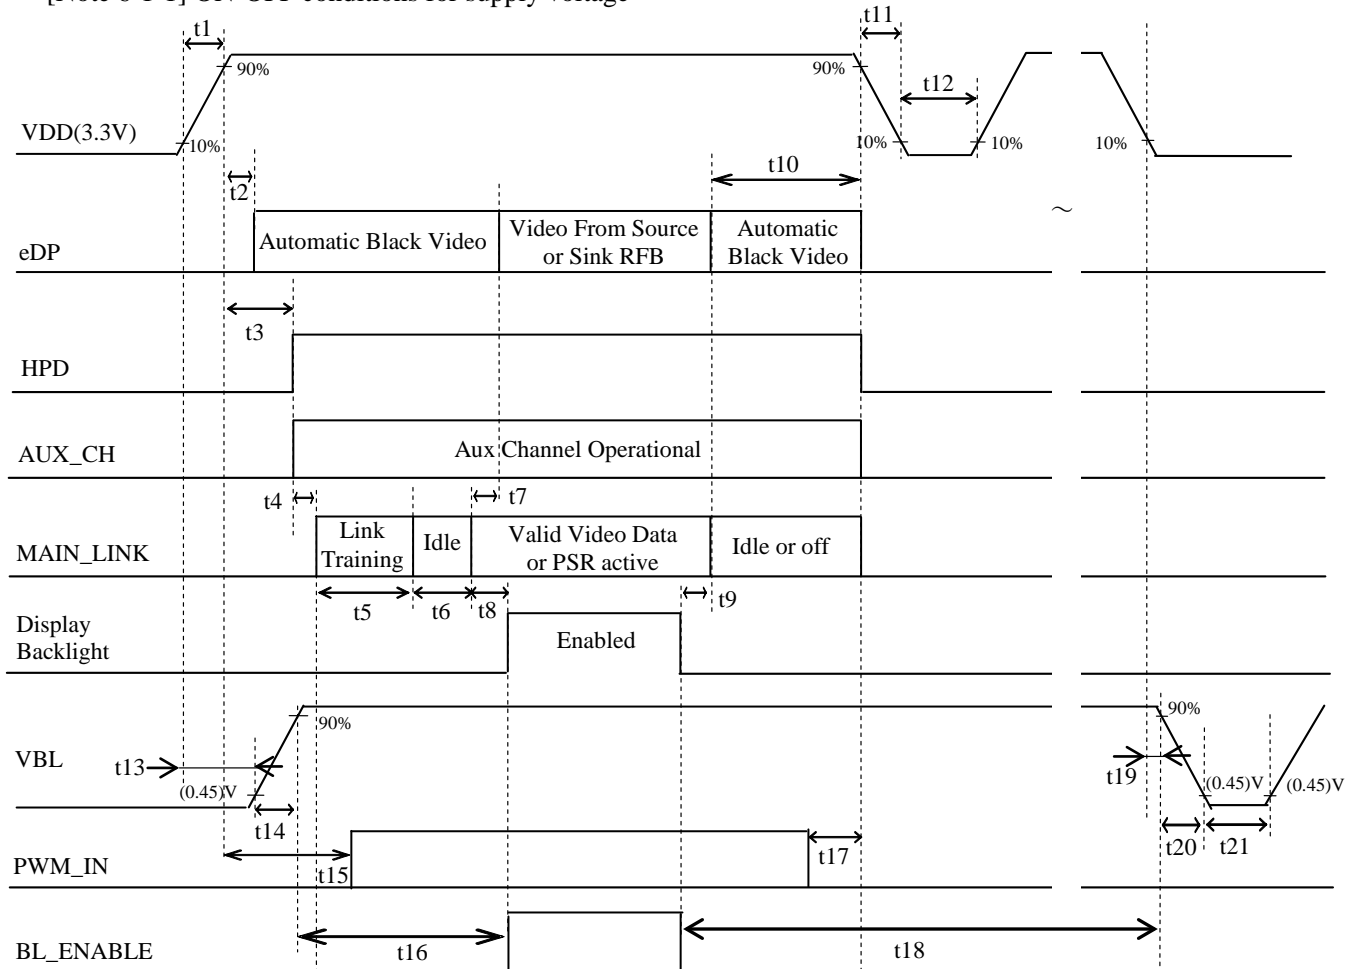 [Note 6-1-1] ON-OFF conditions for supply voltage
t1
t11
90%
90%
t12
VDD(3.3V)
10%
10%
10%
10%
t2
t10
eDP
Automatic Black Video
Video From Source
or Sink RFB
Automatic
Black Video
~
t3
HPD
AUX_CH
Aux Channel Operational
t4
t7
MAIN_LINK
Link
Training
Idle
Valid Video Data
or PSR active
Idle or off
t5
t6
t8
t9
Display
Backlight
Enabled
90%
90%
VBL
t13
t19
(0.45)V
(0.45)V
(0.45)V
t14
t20
t21
PWM_IN
t15
t17
BL_ENABLE
t16
t18